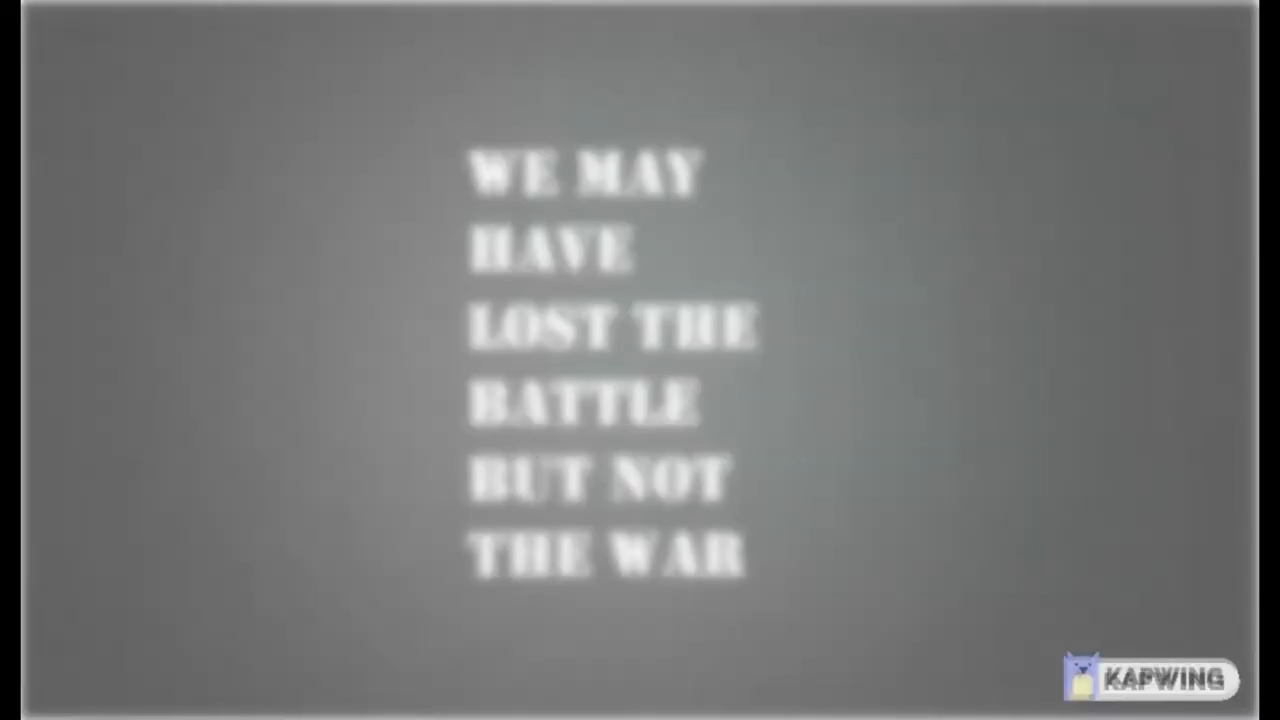 WE MAY
HAVE
LOST THE
BATTLE
BUT NOT
THE WAR
KAPWING